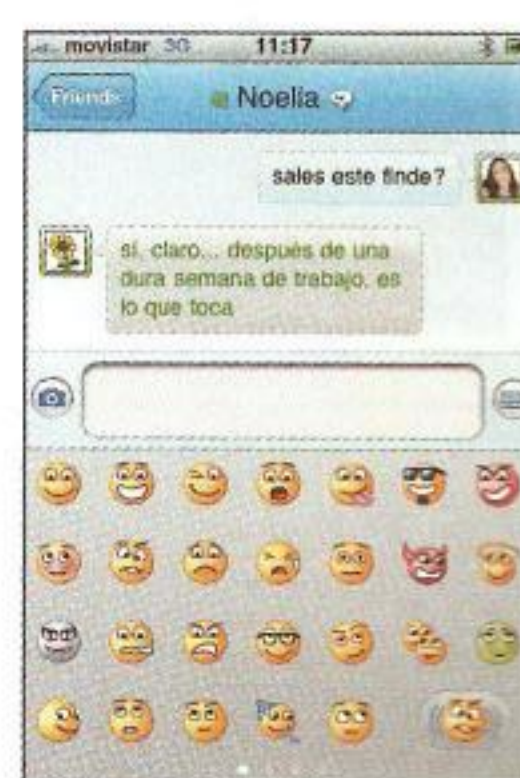 movistar 3G 11:17
Friends Noelia
sales este finde?
sí, claro... después de una
dura semana de trabajo, es
lo que toca